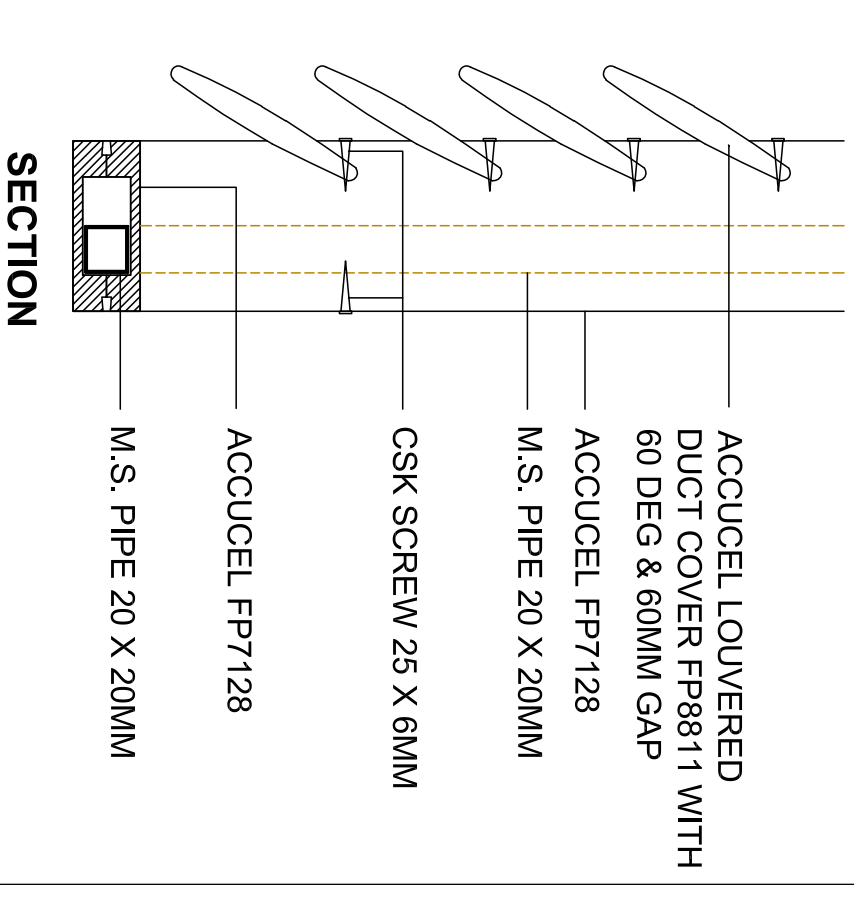 ACCUCEL LOUVERED
DUCT COVER FP8811 WITH
60 DEG & 60MM GAP
ACCUCEL FP7128
M.S. PIPE 20 X 20MM
CSK SCREW 25 X 6MM
ACCUCEL FP7128
M.S. PIPE 20 X 20MM
SECTION